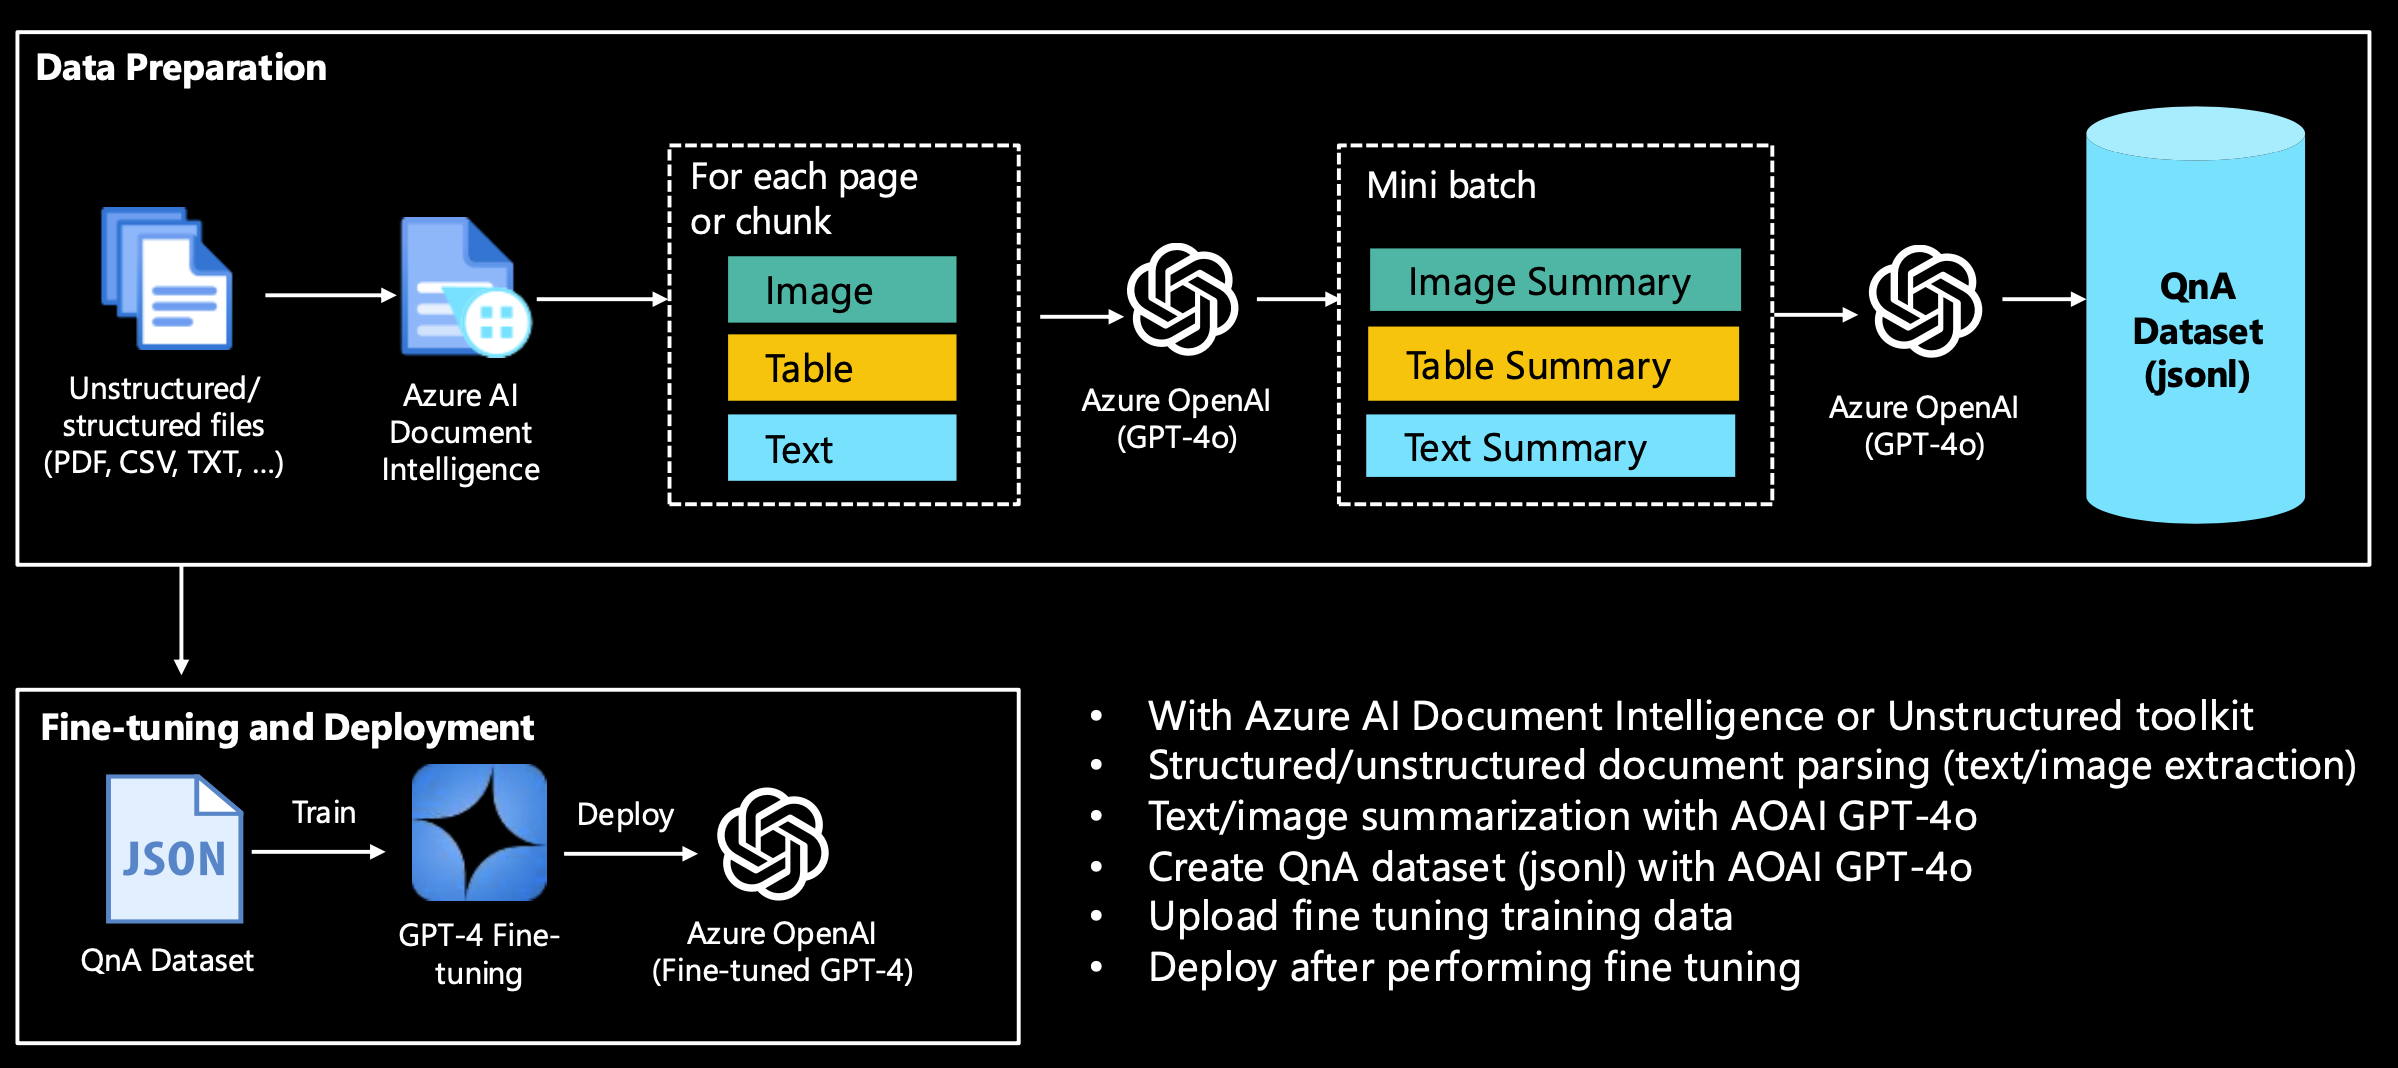 Data Preparation
Unstructured/
structured files
(PDF, CSV, TXT, ...)
Azure AI
Document
Intelligence
For each page
or chunk
Image
Table
Text
Azure OpenAI
(GPT-4o)
Mini batch
Image Summary
Table Summary
Text Summary
Azure OpenAI
(GPT-4o)
QnA
Dataset
(jsonl)
Fine-tuning and Deployment
JSON
QnA Dataset
Train
GPT-4 Fine-
tuning
Deploy
Azure OpenAI
(Fine-tuned GPT-4)
• With Azure AI Document Intelligence or Unstructured toolkit
• Structured/unstructured document parsing (text/image extraction)
• Text/image summarization with AOAI GPT-4o
• Create QnA dataset (jsonl) with AOAI GPT-4o
• Upload fine tuning training data
• Deploy after performing fine tuning